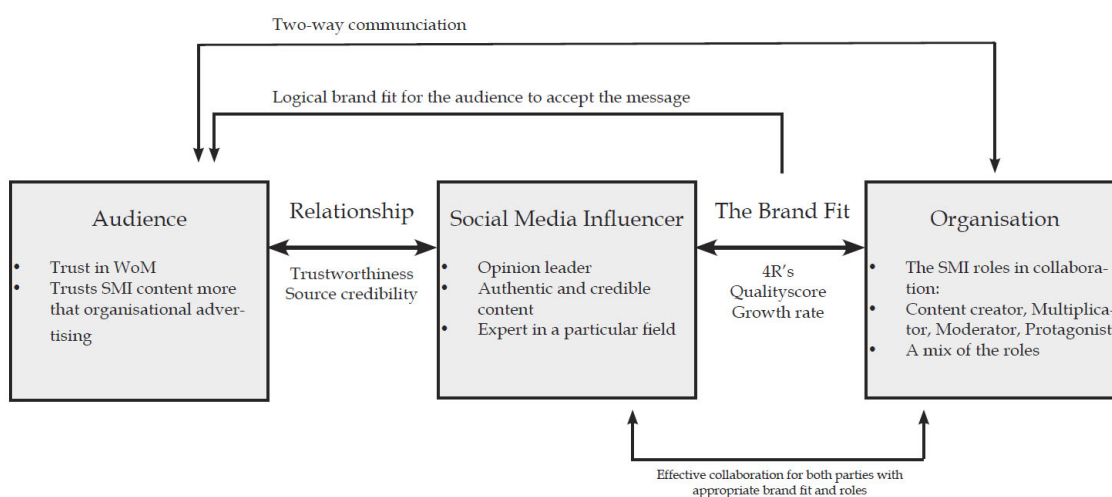 Two-way communciation
Logical brand fit for the audience to accept the message
Audience
• Trust in WoM
• Trusts SMI content more
that organisational adver-
tising
Relationship
Trustworthiness
Source credibility
Social Media Influencer
• Opinion leader
• Authentic and credible
content
• Expert in a particular field
The Brand Fit
4R's
Qualityscore
Growth rate
Organisation
• The SMI roles in collabora-
tion:
• Content creator, Multiplica-
tor, Moderator, Protagonist
• A mix of the roles
Effective collaboration for both parties with
appropriate brand fit and roles